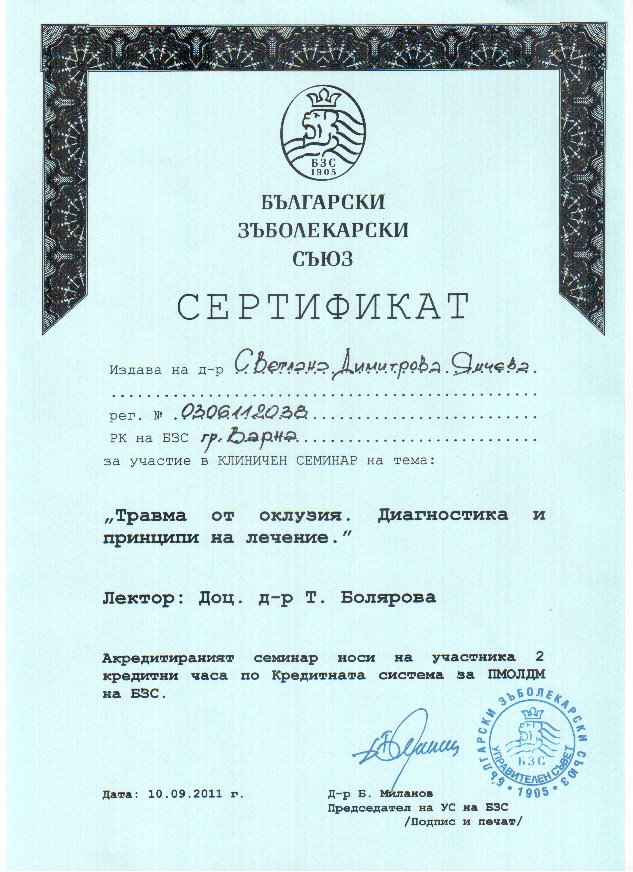 БЗС
1905
БЪЛГАРСКИ
ЗЪБОЛЕКАРСКИ
СЪЮЗ
СЕРТИФИКАТ
Издава на д-р Светлана Димитрова Янчева
рег. № 0306112038
РК на БЗС гр. Варна
за участие в КЛИНИЧЕН СЕМИНАР на тема:
„Травма от оклузия. Диагностика и
принципи на лечение.”
Лектор: Доц. д-р Т. Болярова
Акредитираният семинар носи на участника 2
кредитни часа по Кредитната система за ПМОЛДМ
на БЗС.
БЪЛГАРСКИ ЗЪБОЛЕКАРСКИ СЪЮЗ
БЗС
УПРАВИТЕЛЕН СЪВЕТ
• 1905 •
Дата: 10.09.2011 г.
Д-р Б. Миланов
Председател на УС на БЗС
/Подпис и печат/